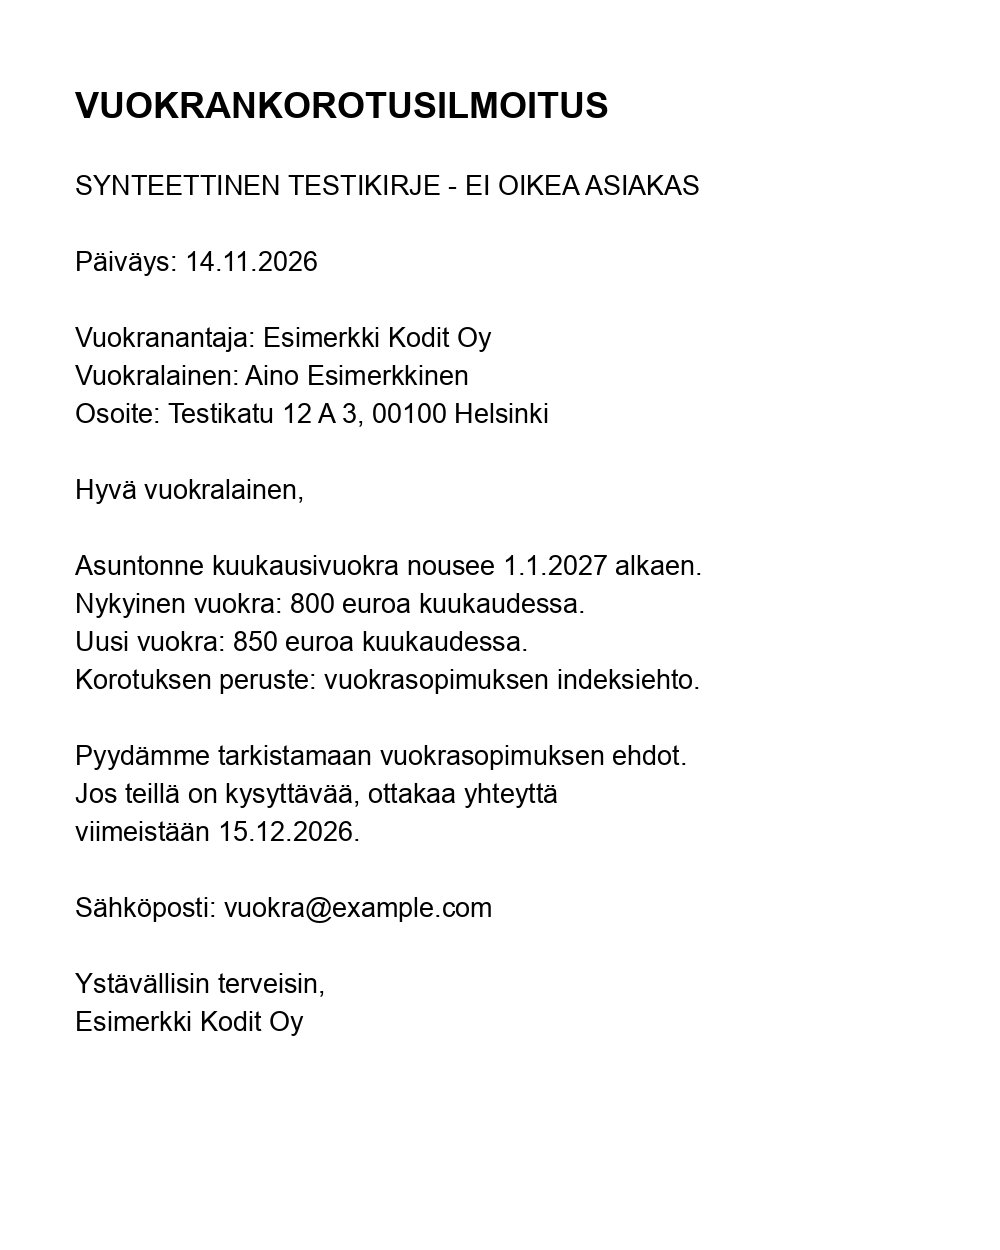 VUOKRANKOROTUSILMOITUS
SYNTEETTINEN TESTIKIRJE - EI OIKEA ASIAKAS
Päiväys: 14.11.2026
Vuokranantaja: Esimerkki Kodit Oy
Vuokralainen: Aino Esimerkkinen
Osoite: Testikatu 12 A 3, 00100 Helsinki
Hyvä vuokralainen,
Asuntonne kuukausivuokra nousee 1.1.2027 alkaen.
Nykyinen vuokra: 800 euroa kuukaudessa.
Uusi vuokra: 850 euroa kuukaudessa.
Korotuksen peruste: vuokrasopimuksen indeksiehto.
Pyydämme tarkistamaan vuokrasopimuksen ehdot.
Jos teillä on kysyttävää, ottakaa yhteyttä
viimeistään 15.12.2026.
Sähköposti: vuokra@example.com
Ystävällisin terveisin,
Esimerkki Kodit Oy